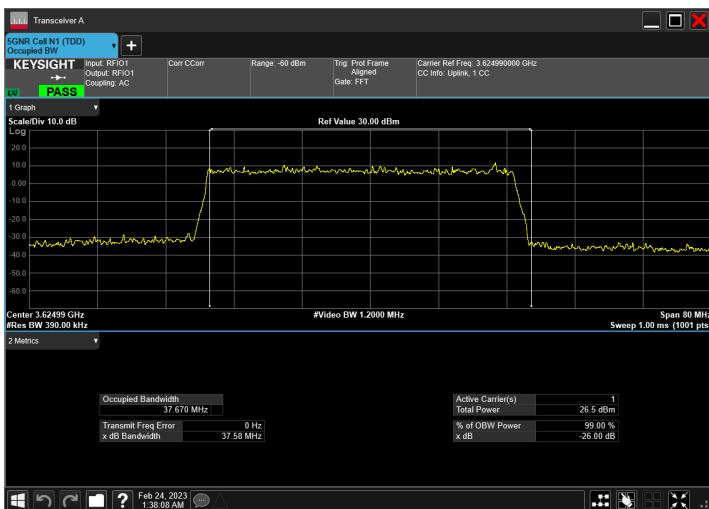 Transceiver A
5GNR Cell N1 (TDD)
Occupied BW
KEYSIGHT
PASS
Input: RFIO1
Output: RFIO1
Coupling: AC
Corr CCorr
Range: -60 dBm
Trig: Prot Frame
Aligned
Gate: FFT
Carrier Ref Freq: 3.624990000 GHz
CC Info: Uplink, 1 CC
1 Graph
Scale/Div 10.0 dB
Ref Value 30.00 dBm
Log
20.0
10.0
0.00
-10.0
-20.0
-30.0
-40.0
-50.0
-60.0
Center 3.62499 GHz
#Video BW 1.2000 MHz
Span 80 MHz
#Res BW 390.00 kHz
Sweep 1.00 ms (1001 pts
2 Metrics
Occupied Bandwidth
37.670 MHz
Transmit Freq Error 0 Hz
x dB Bandwidth 37.58 MHz
Active Carrier(s) 1
Total Power 26.5 dBm
% of OBW Power 99.00 %
x dB -26.00 dB
?
Feb 24, 2023
1:38:08 AM